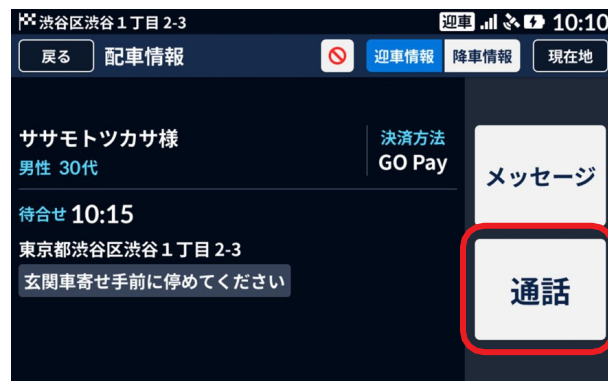 渋谷区渋谷1丁目 2-3
迎車 10:10
戻る 配車情報 迎車情報 降車情報 現在地
ササモトツカサ様
男性 30代
決済方法
GO Pay
メッセージ
待合せ 10:15
東京都渋谷区渋谷1丁目 2-3
玄関車寄せ手前に停めてください
通話